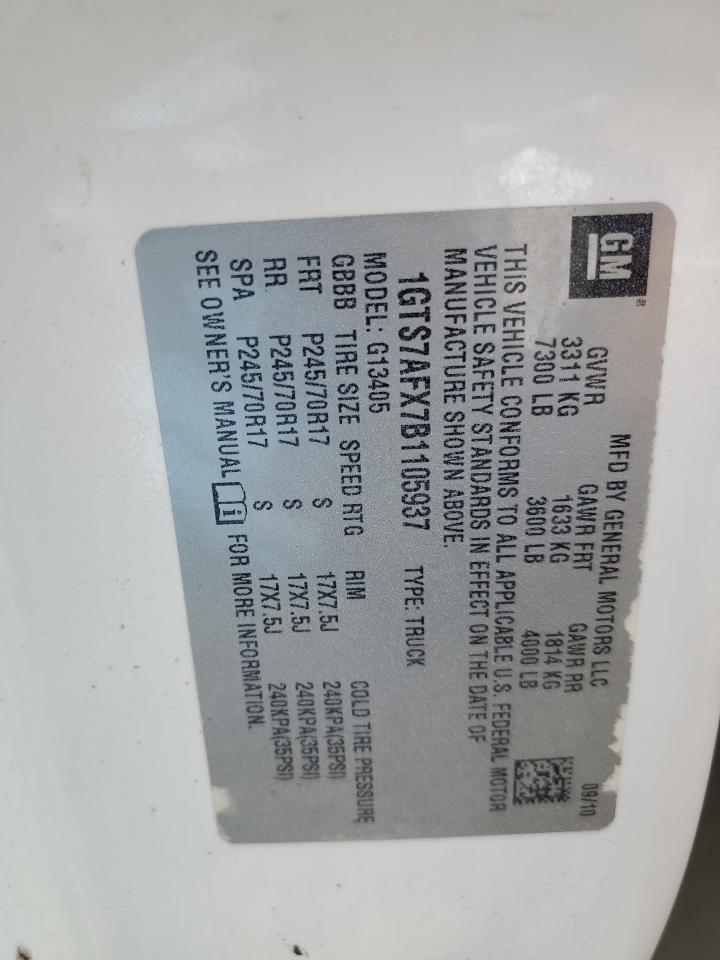 GM ®
MFD BY GENERAL MOTORS LLC 09/10
GVWR GAWR FRT GAWR RR
3311 KG 1633 KG 1814 KG
7300 LB 3600 LB 4000 LB
THIS VEHICLE CONFORMS TO ALL APPLICABLE U.S. FEDERAL MOTOR
VEHICLE SAFETY STANDARDS IN EFFECT ON THE DATE OF
MANUFACTURE SHOWN ABOVE.
1GTS7AFX7B1105937 TYPE: TRUCK
MODEL: G13405
GBBB TIRE SIZE SPEED RTG RIM COLD TIRE PRESSURE
FRT P245/70R17 S 17X7.5J 240KPA(35PSI)
RR P245/70R17 S 17X7.5J 240KPA(35PSI)
SPA P245/70R17 S 17X7.5J 240KPA(35PSI)
SEE OWNER'S MANUAL i FOR MORE INFORMATION.